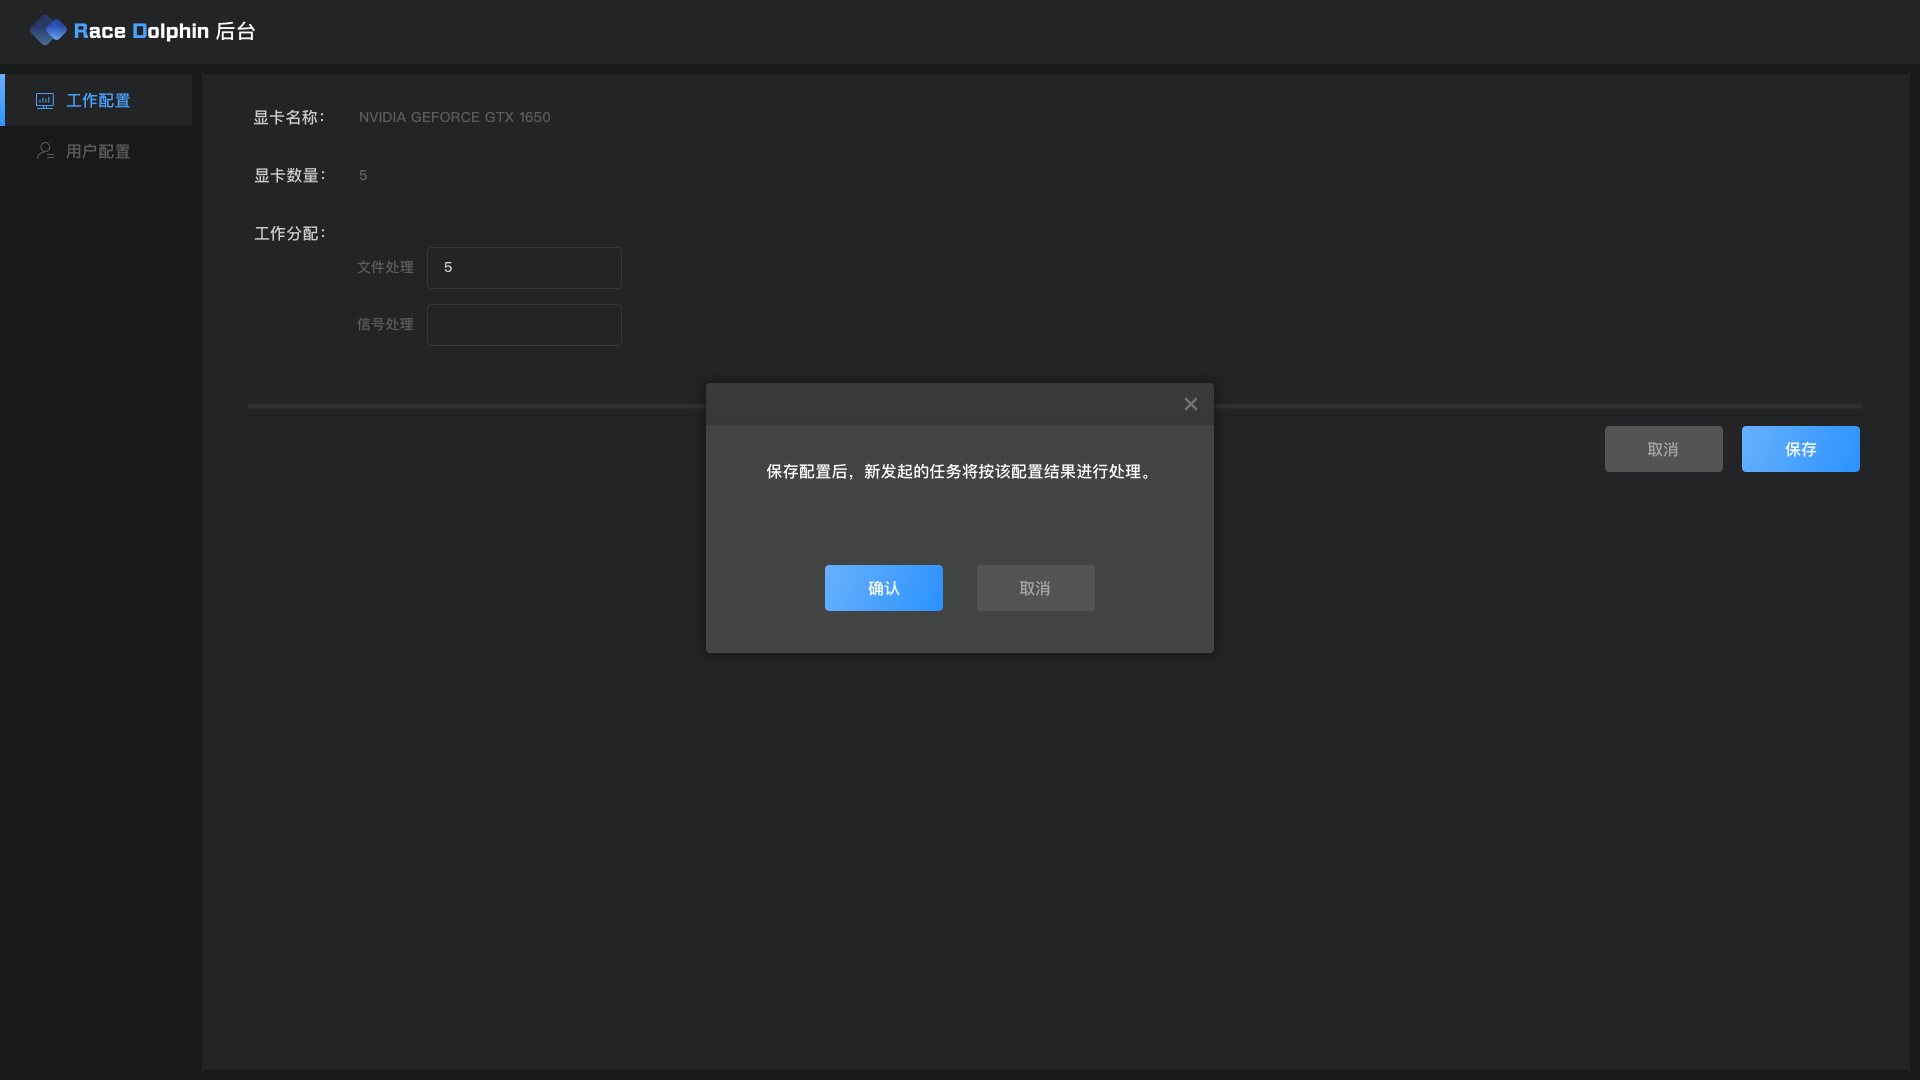 Race Dolphin 后台
工作配置
用户配置
显卡名称：
NVIDIA GEFORCE GTX 1650
显卡数量：
5
工作分配：
文件处理
5
信号处理
取消
保存
保存配置后，新发起的任务将按该配置结果进行处理。
确认
取消